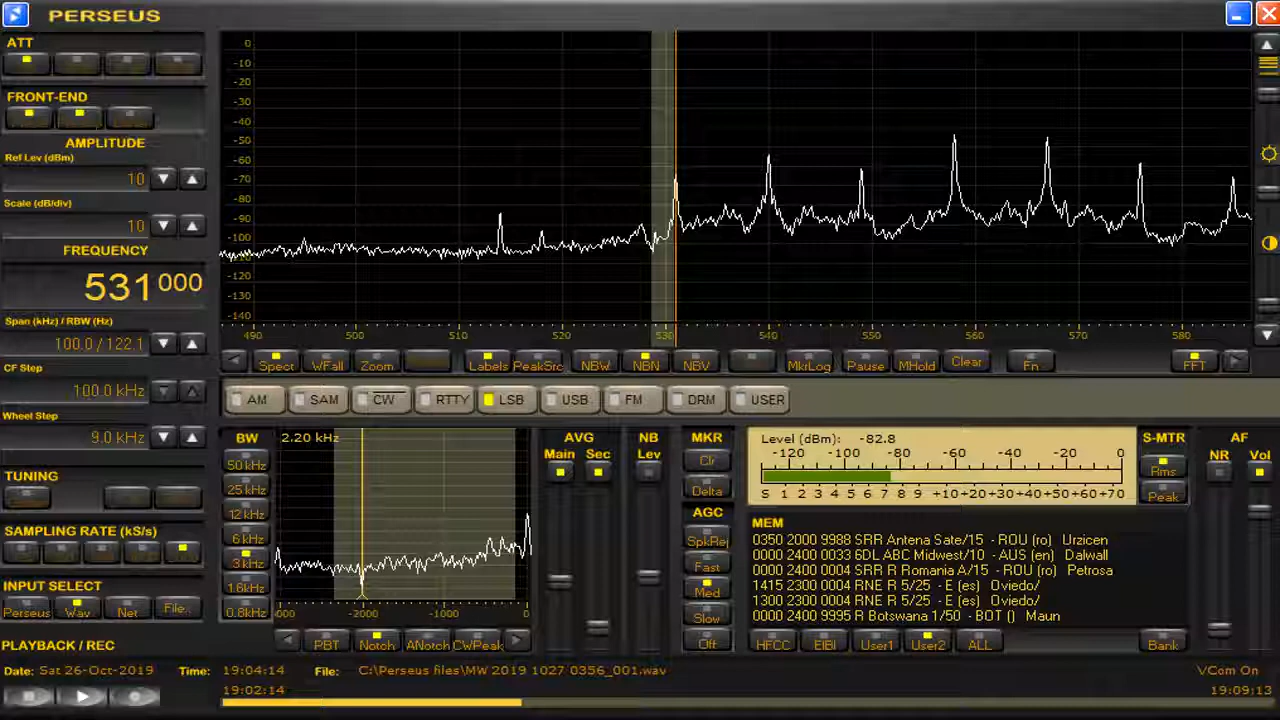 PERSEUS
ATT
FRONT-END
AMPLITUDE
Ref Lev (dBm)
10
Scale (dB/div)
10
FREQUENCY
531000
Span (kHz) / RBW (Hz)
100.0 / 122.1
CF Step
100.0 kHz
Wheel Step
9.0 kHz
TUNING
SAMPLING RATE (kS/s)
INPUT SELECT
Perseus Wav Net File..
PLAYBACK / REC
0
-10
-20
-30
-40
-50
-60
-70
-80
-90
-100
-110
-120
-130
-140
490 500 510 520 530 540 550 560 570 580
Spect WFall Zoom Labels PeakSrc NBW NBN NBV MkrLog Pause MHold Clear Fn FFT
AM SAM CW RTTY LSB USB FM DRM USER
BW
50 kHz
25 kHz
12 kHz
6 kHz
3 kHz
1.6kHz
0.8kHz
2.20 kHz
-2000 -1000 0
PBT Notch ANotch CWPeak
AVG
Main Sec
NB
Lev
MKR
Clr
Delta
AGC
SpkRej
Fast
Med
Slow
Off
Level (dBm): -82.8
-120 -100 -80 -60 -40 -20 0
S 1 2 3 4 5 6 7 8 9 +10+20+30+40+50+60+70
S-MTR
Rms
Peak
AF
NR Vol
MEM
0350 2000 9988 SRR Antena Sate/15 - ROU (ro) Urzicen
0000 2400 0033 6DL ABC Midwest/10 - AUS (en) Dalwall
0000 2400 0004 SRR R Romania A/15 - ROU (ro) Petrosa
1415 2300 0004 RNE R 5/25 - E (es) Oviedo/
1300 2300 0004 RNE R 5/25 - E (es) Oviedo/
0000 2400 9995 R Botswana 1/50 - BOT () Maun
HFCC EIBI User1 User2 ALL Bank
Date: Sat 26-Oct-2019 Time: 19:04:14 File: C:\Perseus files\MW 2019 1027 0356_001.wav VCom On
19:02:14 19:09:13